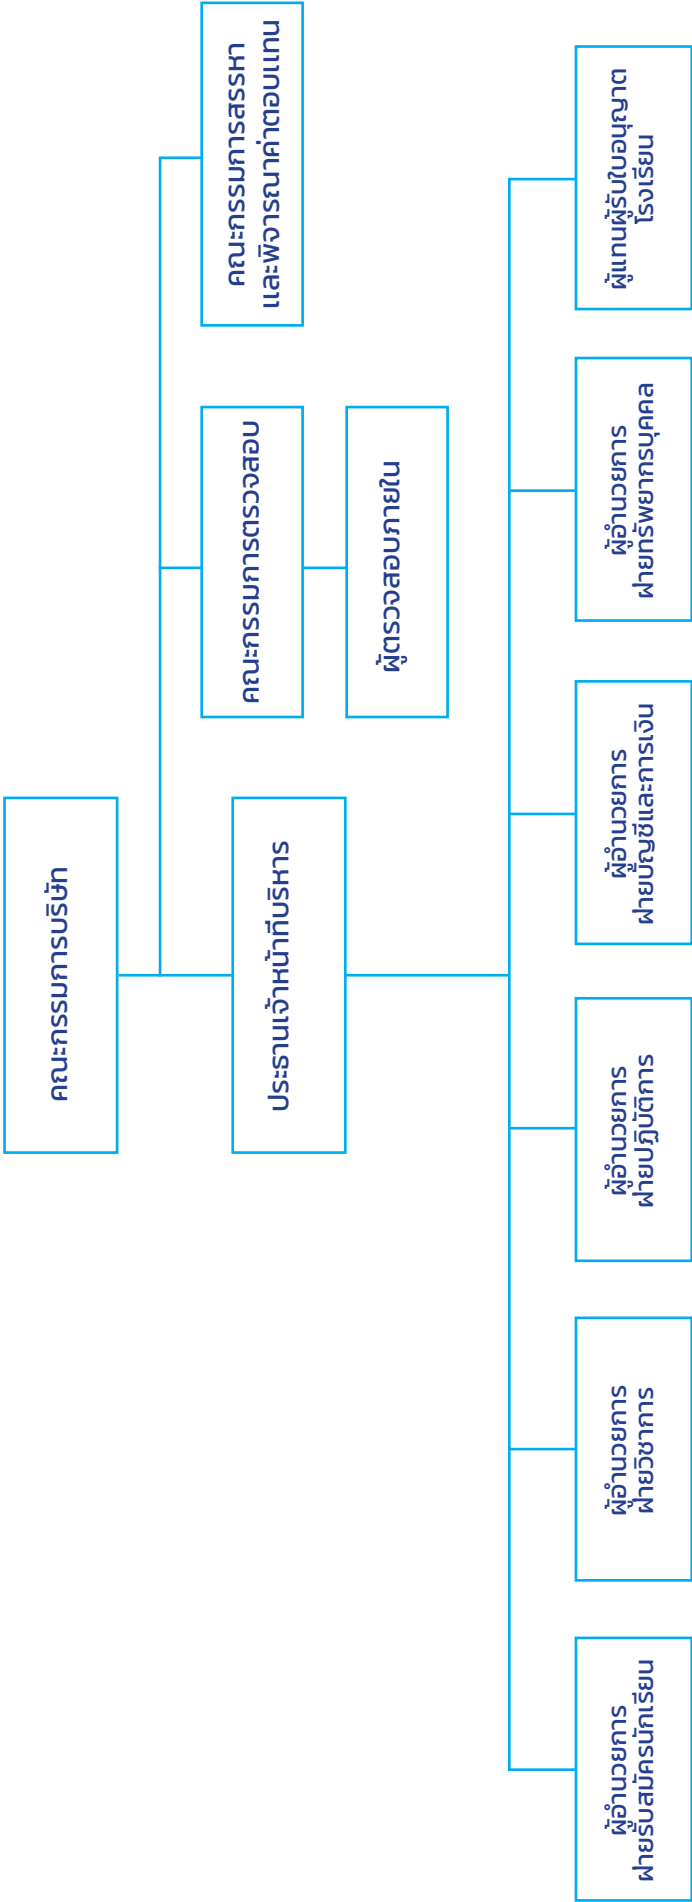 คณะกรรมการบริษัท
คณะกรรมการสรรหา
และพิจารณาค่าตอบแทน
คณะกรรมการตรวจสอบ
ประธานเจ้าหน้าที่บริหาร
ผู้ตรวจสอบภายใน
ผู้อำนวยการ
ฝ่ายรับสมัครนักเรียน
ผู้อำนวยการ
ฝ่ายวิชาการ
ผู้อำนวยการ
ฝ่ายปฏิบัติการ
ผู้อำนวยการ
ฝ่ายบัญชีและการเงิน
ผู้อำนวยการ
ฝ่ายทรัพยากรบุคคล
ผู้แทนผู้รับใบอนุญาต
โรงเรียน